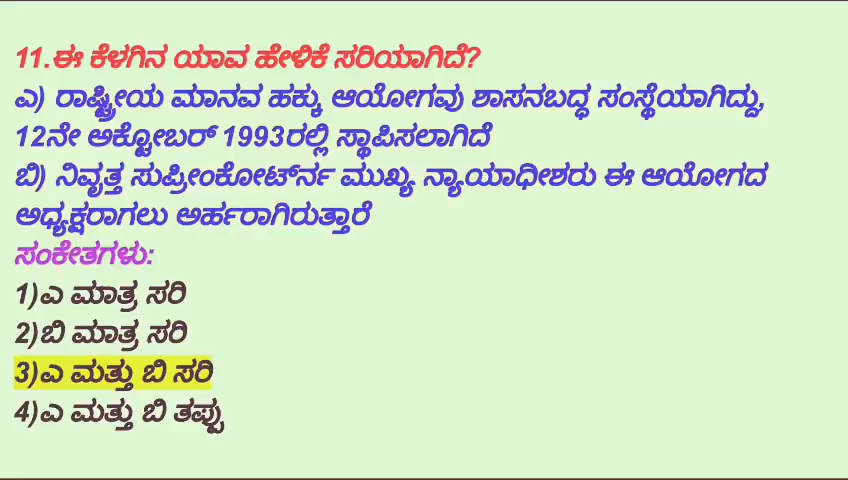 11.ಈ ಕೆಳಗಿನ ಯಾವ ಹೇಳಿಕೆ ಸರಿಯಾಗಿದೆ?
ಎ) ರಾಷ್ಟ್ರೀಯ ಮಾನವ ಹಕ್ಕು ಆಯೋಗವು ಶಾಸನಬದ್ಧ ಸಂಸ್ಥೆಯಾಗಿದ್ದು,
12ನೇ ಅಕ್ಟೋಬರ್ 1993ರಲ್ಲಿ ಸ್ಥಾಪಿಸಲಾಗಿದೆ
ಬಿ) ನಿವೃತ್ತ ಸುಪ್ರೀಂಕೋರ್ಟ್‌ನ ಮುಖ್ಯ ನ್ಯಾಯಾಧೀಶರು ಈ ಆಯೋಗದ
ಅಧ್ಯಕ್ಷರಾಗಲು ಅರ್ಹರಾಗಿರುತ್ತಾರೆ
ಸಂಕೇತಗಳು:
1)ಎ ಮಾತ್ರ ಸರಿ
2)ಬಿ ಮಾತ್ರ ಸರಿ
3)ಎ ಮತ್ತು ಬಿ ಸರಿ
4)ಎ ಮತ್ತು ಬಿ ತಪ್ಪು